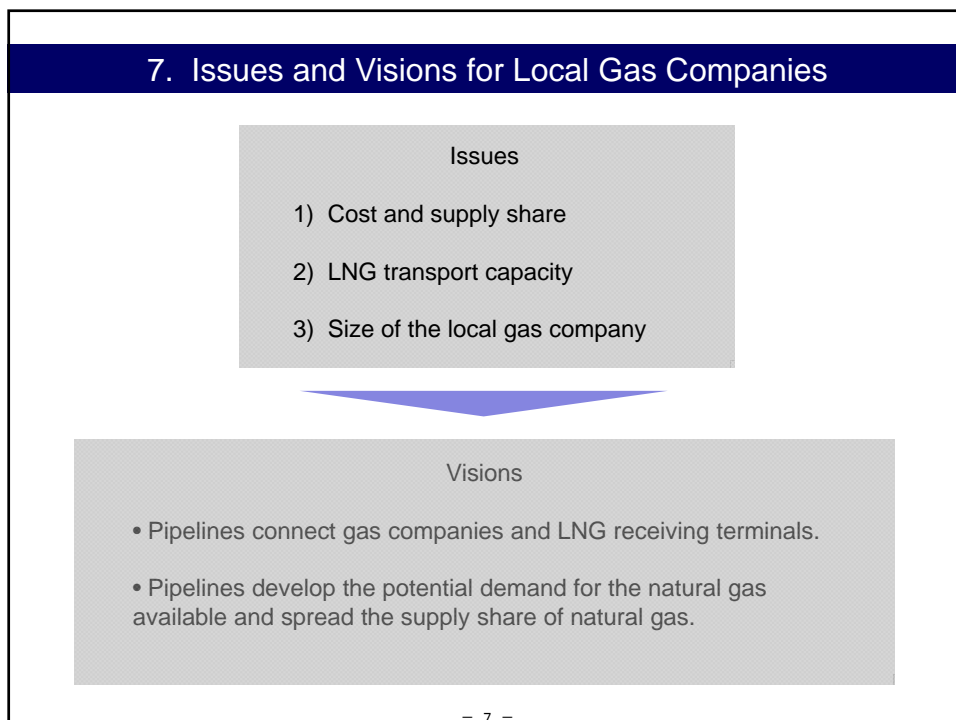 7. Issues and Visions for Local Gas Companies
Issues
1) Cost and supply share
2) LNG transport capacity
3) Size of the local gas company
Visions
• Pipelines connect gas companies and LNG receiving terminals.
• Pipelines develop the potential demand for the natural gas
available and spread the supply share of natural gas.
– 7 –